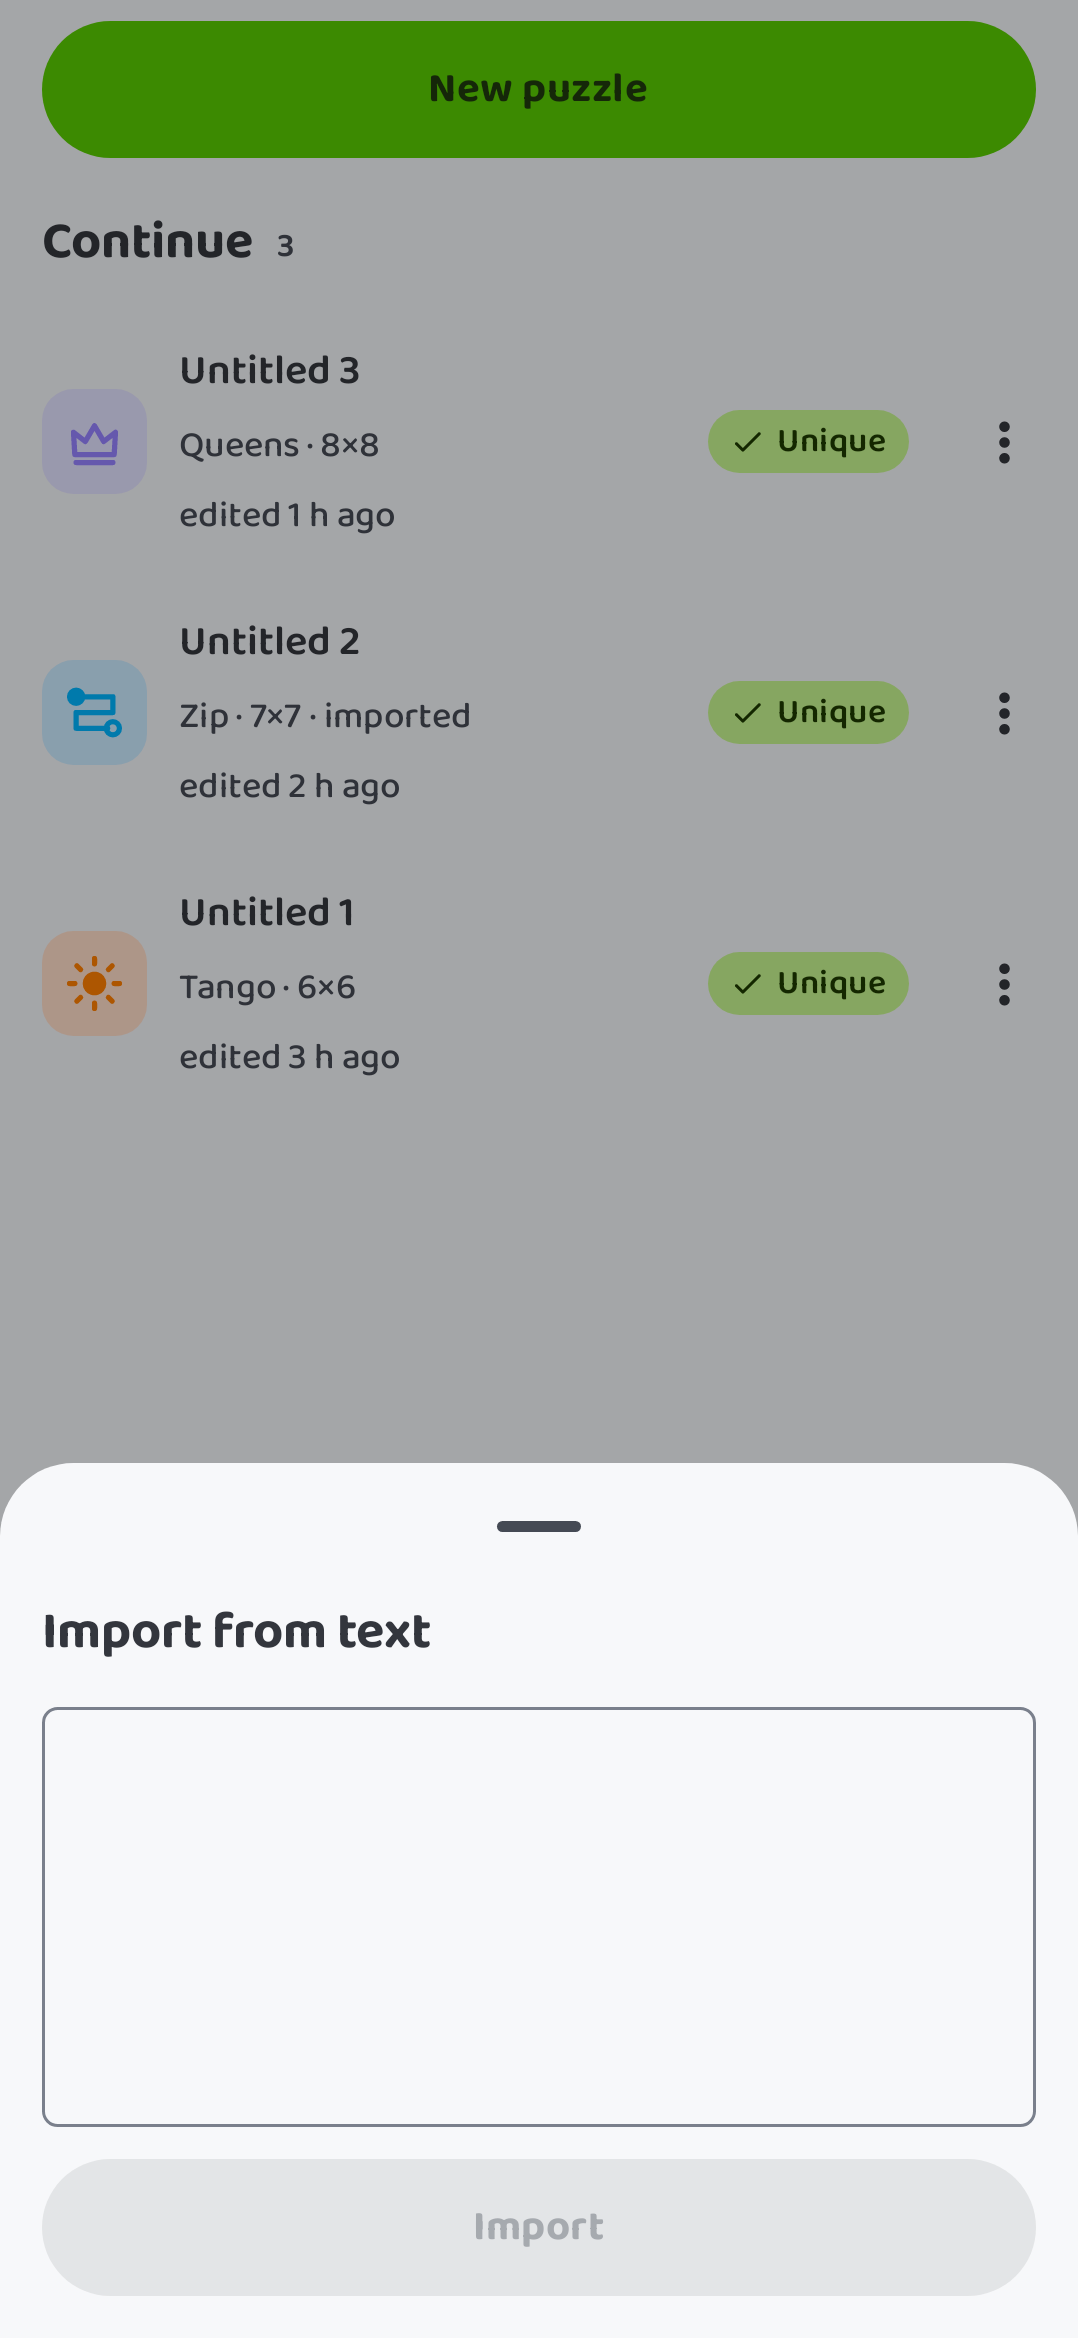 New puzzle
Continue 3
Untitled 3
Queens · 8×8
edited 1 h ago
Unique
Untitled 2
Zip · 7×7 · imported
edited 2 h ago
Unique
Untitled 1
Tango · 6×6
edited 3 h ago
Unique
Import from text
Import